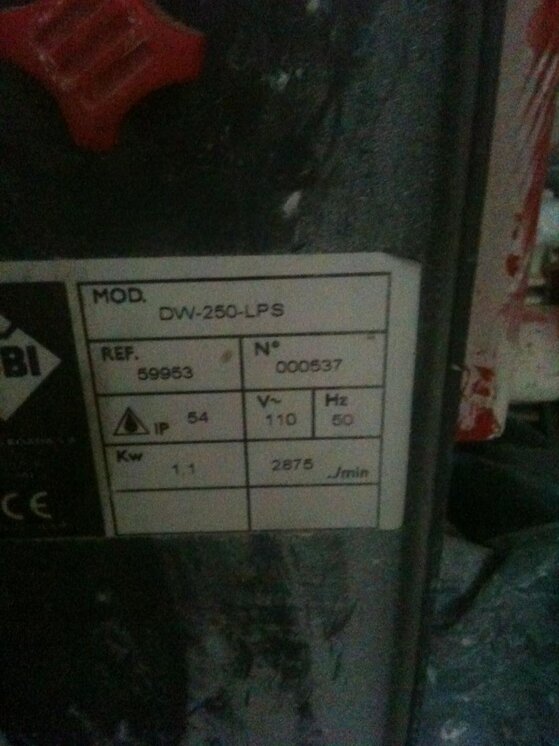 MOD.
DW-250-LPS
REF.
59953
Nº
000537
BI
IP 54
V~
110
Hz
50
Kw
1.1
2875 ./min
CE